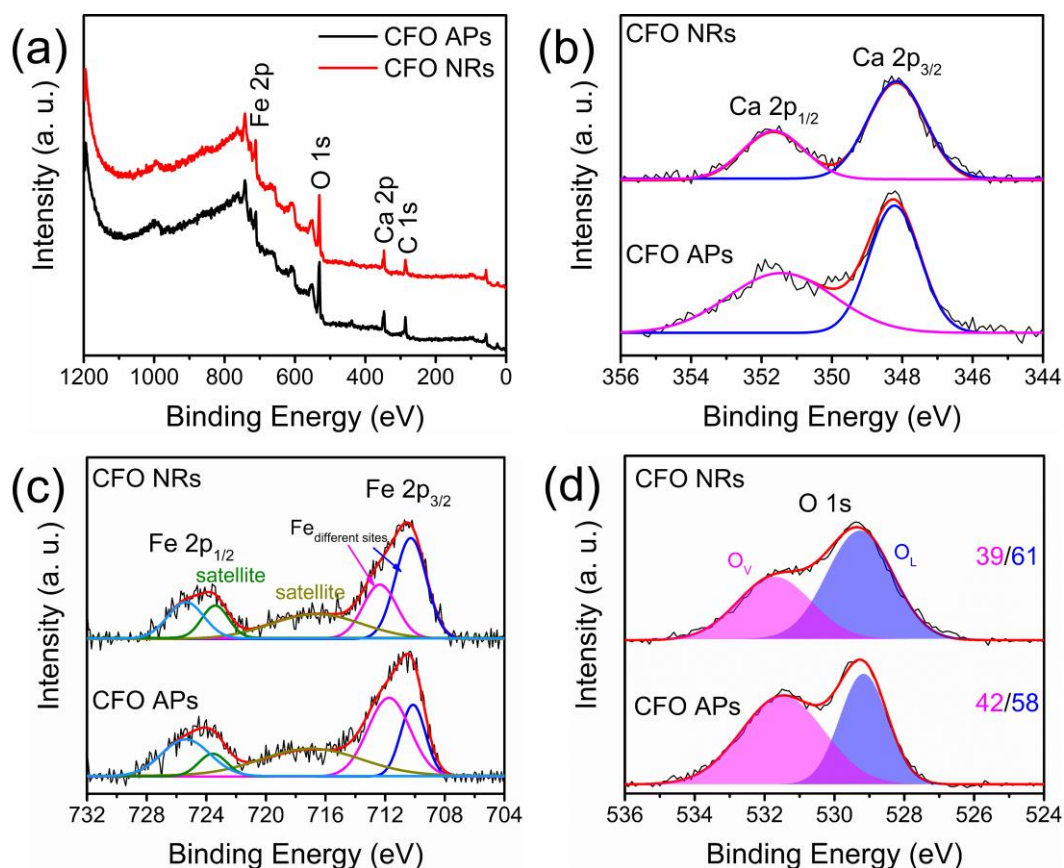 (a)
CFO APs
CFO NRs
Fe 2p
O 1s
Ca 2p
C 1s
Intensity (a. u.)
1200 1000 800 600 400 200 0
Binding Energy (eV)
(b)
CFO NRs
Ca 2p3/2
Ca 2p1/2
CFO APs
Intensity (a. u.)
356 354 352 350 348 346 344
Binding Energy (eV)
(c)
CFO NRs
Fe 2p3/2
Fe different sites
Fe 2p1/2
satellite
satellite
CFO APs
Intensity (a. u.)
732 728 724 720 716 712 708 704
Binding Energy (eV)
(d)
CFO NRs
O 1s
OV
OL
39/61
CFO APs
42/58
Intensity (a. u.)
536 534 532 530 528 526 524
Binding Energy (eV)